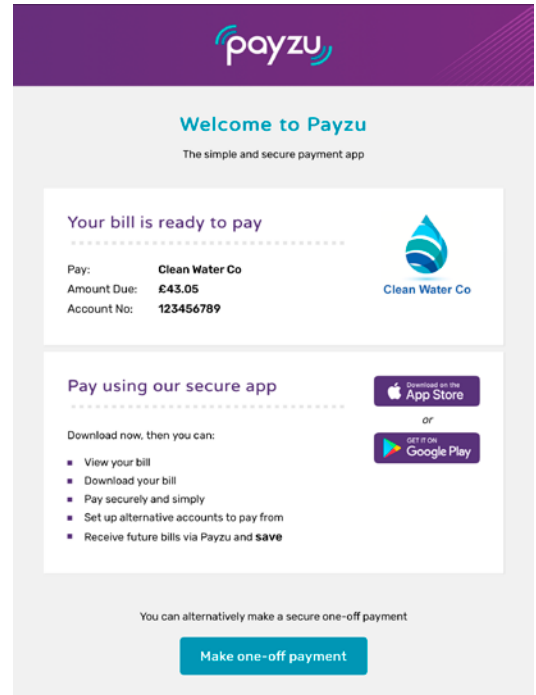 payzu
Welcome to Payzu
The simple and secure payment app
Your bill is ready to pay
Pay: Clean Water Co
Amount Due: £43.05
Account No: 123456789
Clean Water Co
Pay using our secure app
Download now, then you can:
View your bill
Download your bill
Pay securely and simply
Set up alternative accounts to pay from
Receive future bills via Payzu and save
Download on the
App Store
or
GET IT ON
Google Play
You can alternatively make a secure one-off payment
Make one-off payment